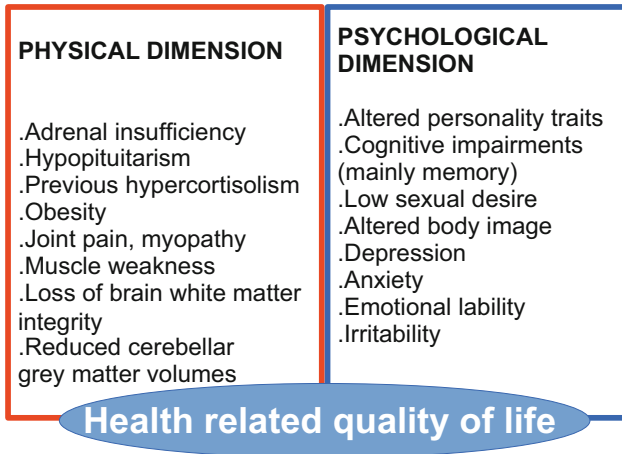 PHYSICAL DIMENSION
.Adrenal insufficiency
.Hypopituitarism
.Previous hypercortisolism
.Obesity
.Joint pain, myopathy
.Muscle weakness
.Loss of brain white matter
integrity
.Reduced cerebellar
grey matter volumes
PSYCHOLOGICAL
DIMENSION
.Altered personality traits
.Cognitive impairments
(mainly memory)
.Low sexual desire
.Altered body image
.Depression
.Anxiety
.Emotional lability
.Irritability
Health related quality of life